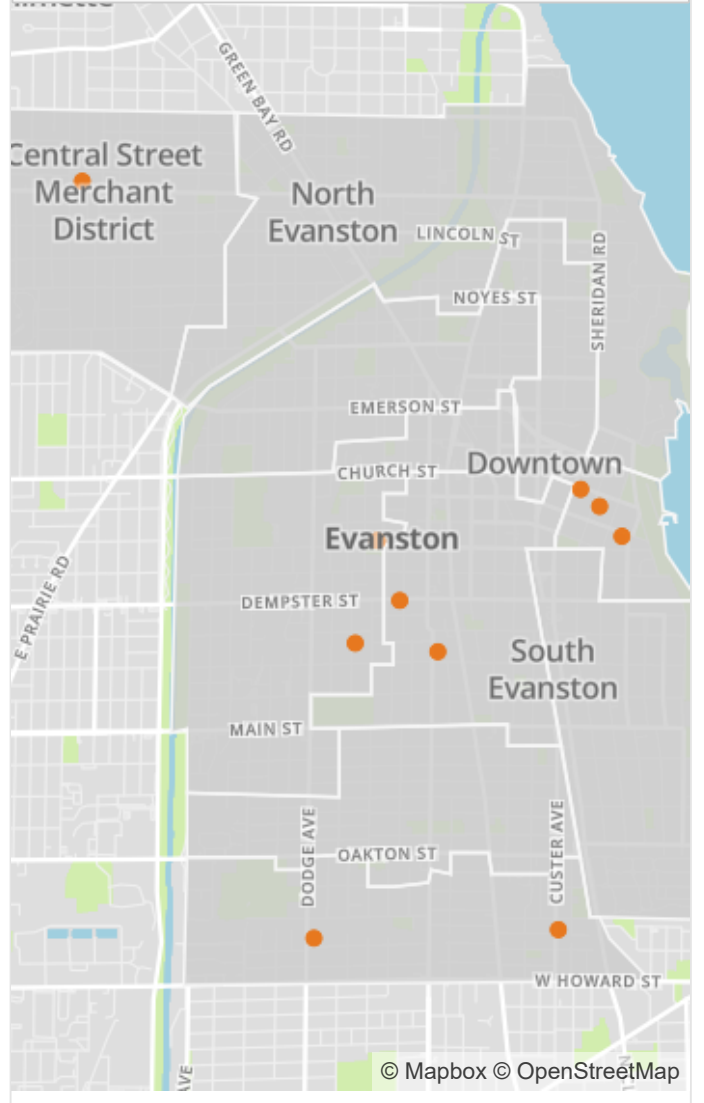 GREEN BAY RD
Central Street
Merchant
District
North
Evanston
LINCOLN ST
SHERIDAN RD
NOYES ST
EMERSON ST
Downtown
CHURCH ST
Evanston
E PRAIRIE RD
DEMPSTER ST
South
Evanston
MAIN ST
DODGE AVE
CUSTER AVE
OAKTON ST
W HOWARD ST
AVE
© Mapbox © OpenStreetMap